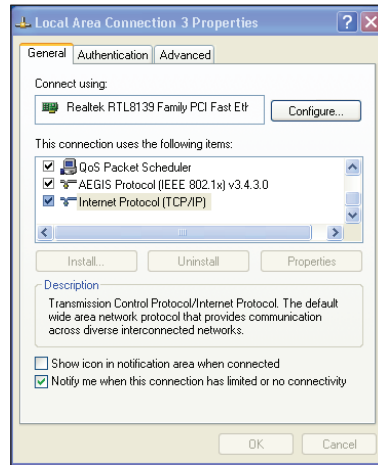 Local Area Connection 3 Properties
General Authentication Advanced
Connect using:
Realtek RTL8139 Family PCI Fast Eth
Configure...
This connection uses the following items:
QoS Packet Scheduler
AEGIS Protocol (IEEE 802.1x) v3.4.3.0
Internet Protocol (TCP/IP)
Install... Uninstall Properties
Description
Transmission Control Protocol/Internet Protocol. The default
wide area network protocol that provides communication
across diverse interconnected networks.
Show icon in notification area when connected
Notify me when this connection has limited or no connectivity
OK Cancel